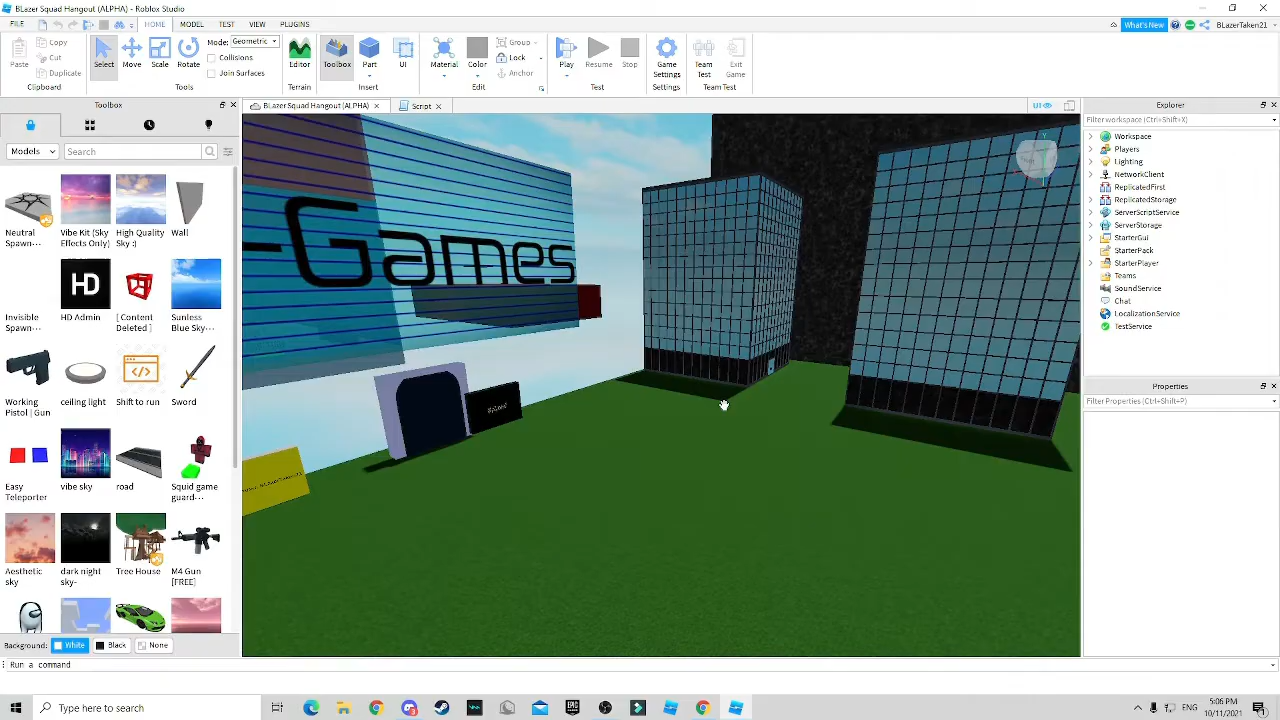 BLazer Squad Hangout (ALPHA) - Roblox Studio
FILE HOME MODEL TEST VIEW PLUGINS What's New BLazerTaken21
Paste Copy Cut Duplicate Clipboard
Select Move Scale Rotate Mode: Geometric Collisions Join Surfaces Tools
Editor Terrain
Toolbox Part UI Insert
Material Color Group Lock Anchor Edit
Play Resume Stop Test
Game Settings Settings
Team Test Exit Game Team Test
Toolbox
BLazer Squad Hangout (ALPHA) Script UI
Explorer
Models Search
Filter workspace (Ctrl+Shift+X)
Workspace
Players
Lighting
NetworkClient
ReplicatedFirst
ReplicatedStorage
ServerScriptService
ServerStorage
StarterGui
StarterPack
StarterPlayer
Teams
SoundService
Chat
LocalizationService
TestService
Properties
Filter Properties (Ctrl+Shift+P)
Neutral Spawn···
Vibe Kit (Sky Effects Only)
High Quality Sky :)
Wall
Invisible Spawn···
HD
HD Admin
[ Content Deleted ]
Sunless Blue Sky···
Working Pistol | Gun
ceiling light
Shift to run
Sword
Easy Teleporter
vibe sky
road
Squid game guard···
Aesthetic sky
dark night sky-
Tree House
M4 Gun [FREE]
-Games
Background: White Black None
Run a command
Type here to search
ENG
5:06 PM
10/11/2021